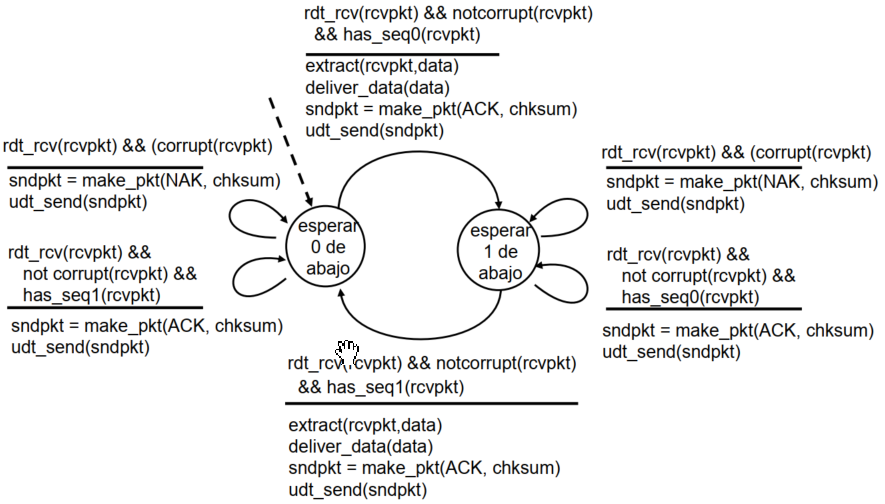 rdt_rcv(rcvpkt) && notcorrupt(rcvpkt)
&& has_seq0(rcvpkt)
extract(rcvpkt,data)
deliver_data(data)
sndpkt = make_pkt(ACK, chksum)
udt_send(sndpkt)
rdt_rcv(rcvpkt) && (corrupt(rcvpkt)
sndpkt = make_pkt(NAK, chksum)
udt_send(sndpkt)
rdt_rcv(rcvpkt) &&
not corrupt(rcvpkt) &&
has_seq1(rcvpkt)
sndpkt = make_pkt(ACK, chksum)
udt_send(sndpkt)
esperar
0 de
abajo
esperar
1 de
abajo
rdt_rcv(rcvpkt) && (corrupt(rcvpkt)
sndpkt = make_pkt(NAK, chksum)
udt_send(sndpkt)
rdt_rcv(rcvpkt) &&
not corrupt(rcvpkt) &&
has_seq0(rcvpkt)
sndpkt = make_pkt(ACK, chksum)
udt_send(sndpkt)
rdt_rcv(rcvpkt) && notcorrupt(rcvpkt)
&& has_seq1(rcvpkt)
extract(rcvpkt,data)
deliver_data(data)
sndpkt = make_pkt(ACK, chksum)
udt_send(sndpkt)